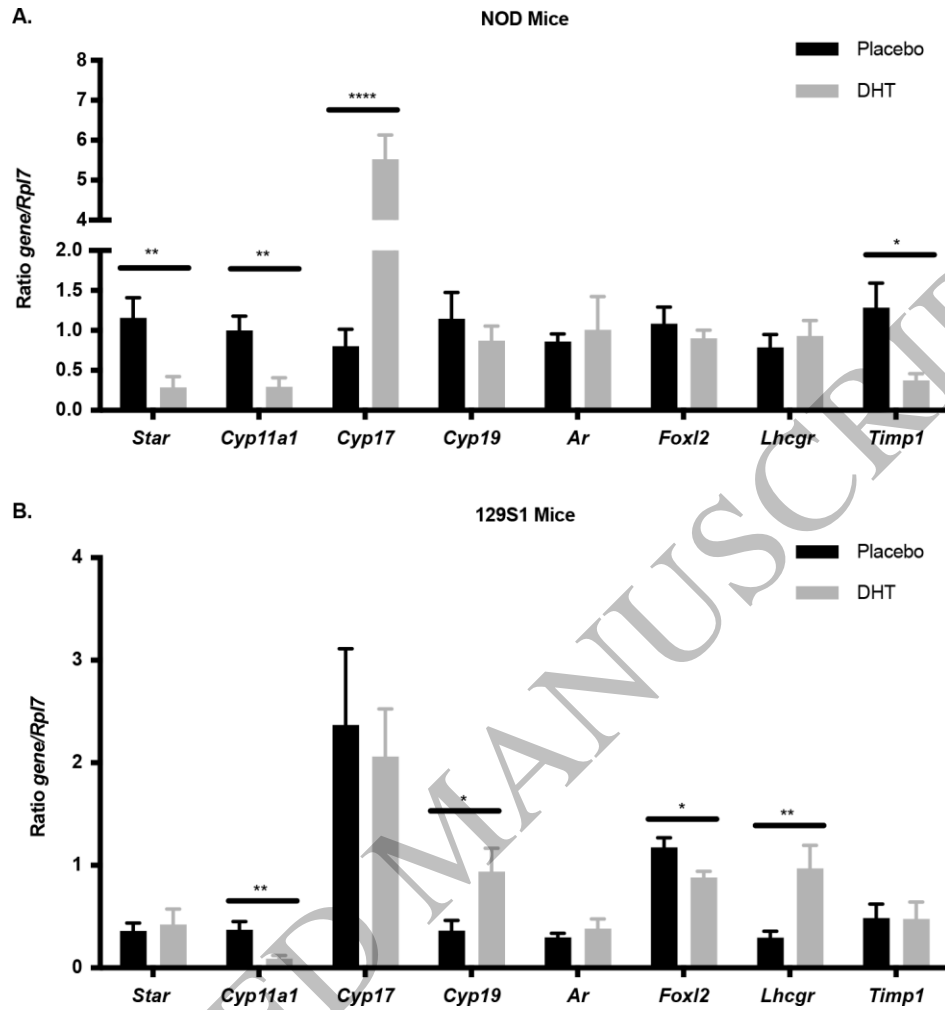 A.
NOD Mice
Placebo
DHT
Ratio gene/Rpl7
8
7
6
5
4
2.0
1.5
1.0
0.5
0.0
** ** **** *
Star Cyp11a1 Cyp17 Cyp19 Ar Foxl2 Lhcgr Timp1
B.
129S1 Mice
Placebo
DHT
Ratio gene/Rpl7
4
3
2
1
0
** * * **
Star Cyp11a1 Cyp17 Cyp19 Ar Foxl2 Lhcgr Timp1
ED MANUSCRI